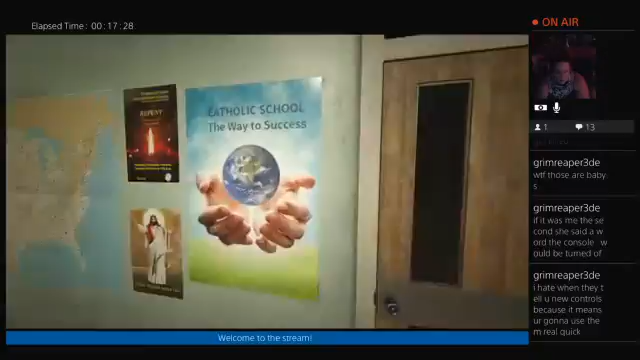 Elapsed Time : 00:17:28
ON AIR
REPENT
CATHOLIC SCHOOL
The Way to Success
1
13
grimreaper3de
wtf those are baby
s
grimreaper3de
if it was me the se
cond she said a w
ord the console w
ould be turned of
grimreaper3de
i hate when they t
ell u new controls
because it means
ur gonna use the
m real quick
Welcome to the stream!